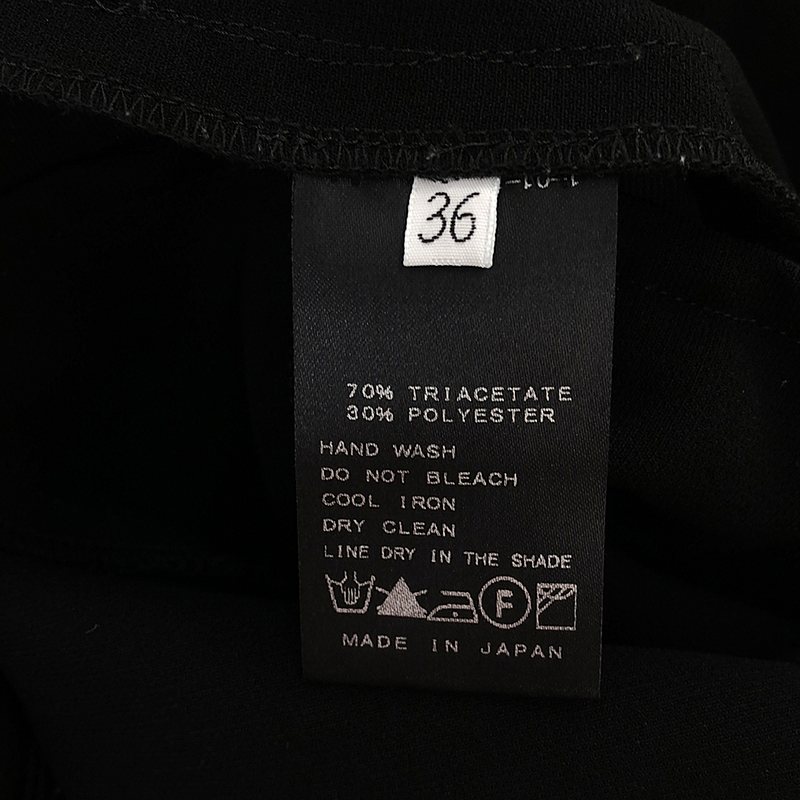 36
70% TRIACETATE
30% POLYESTER
HAND WASH
DO NOT BLEACH
COOL IRON
DRY CLEAN
LINE DRY IN THE SHADE
F
MADE IN JAPAN